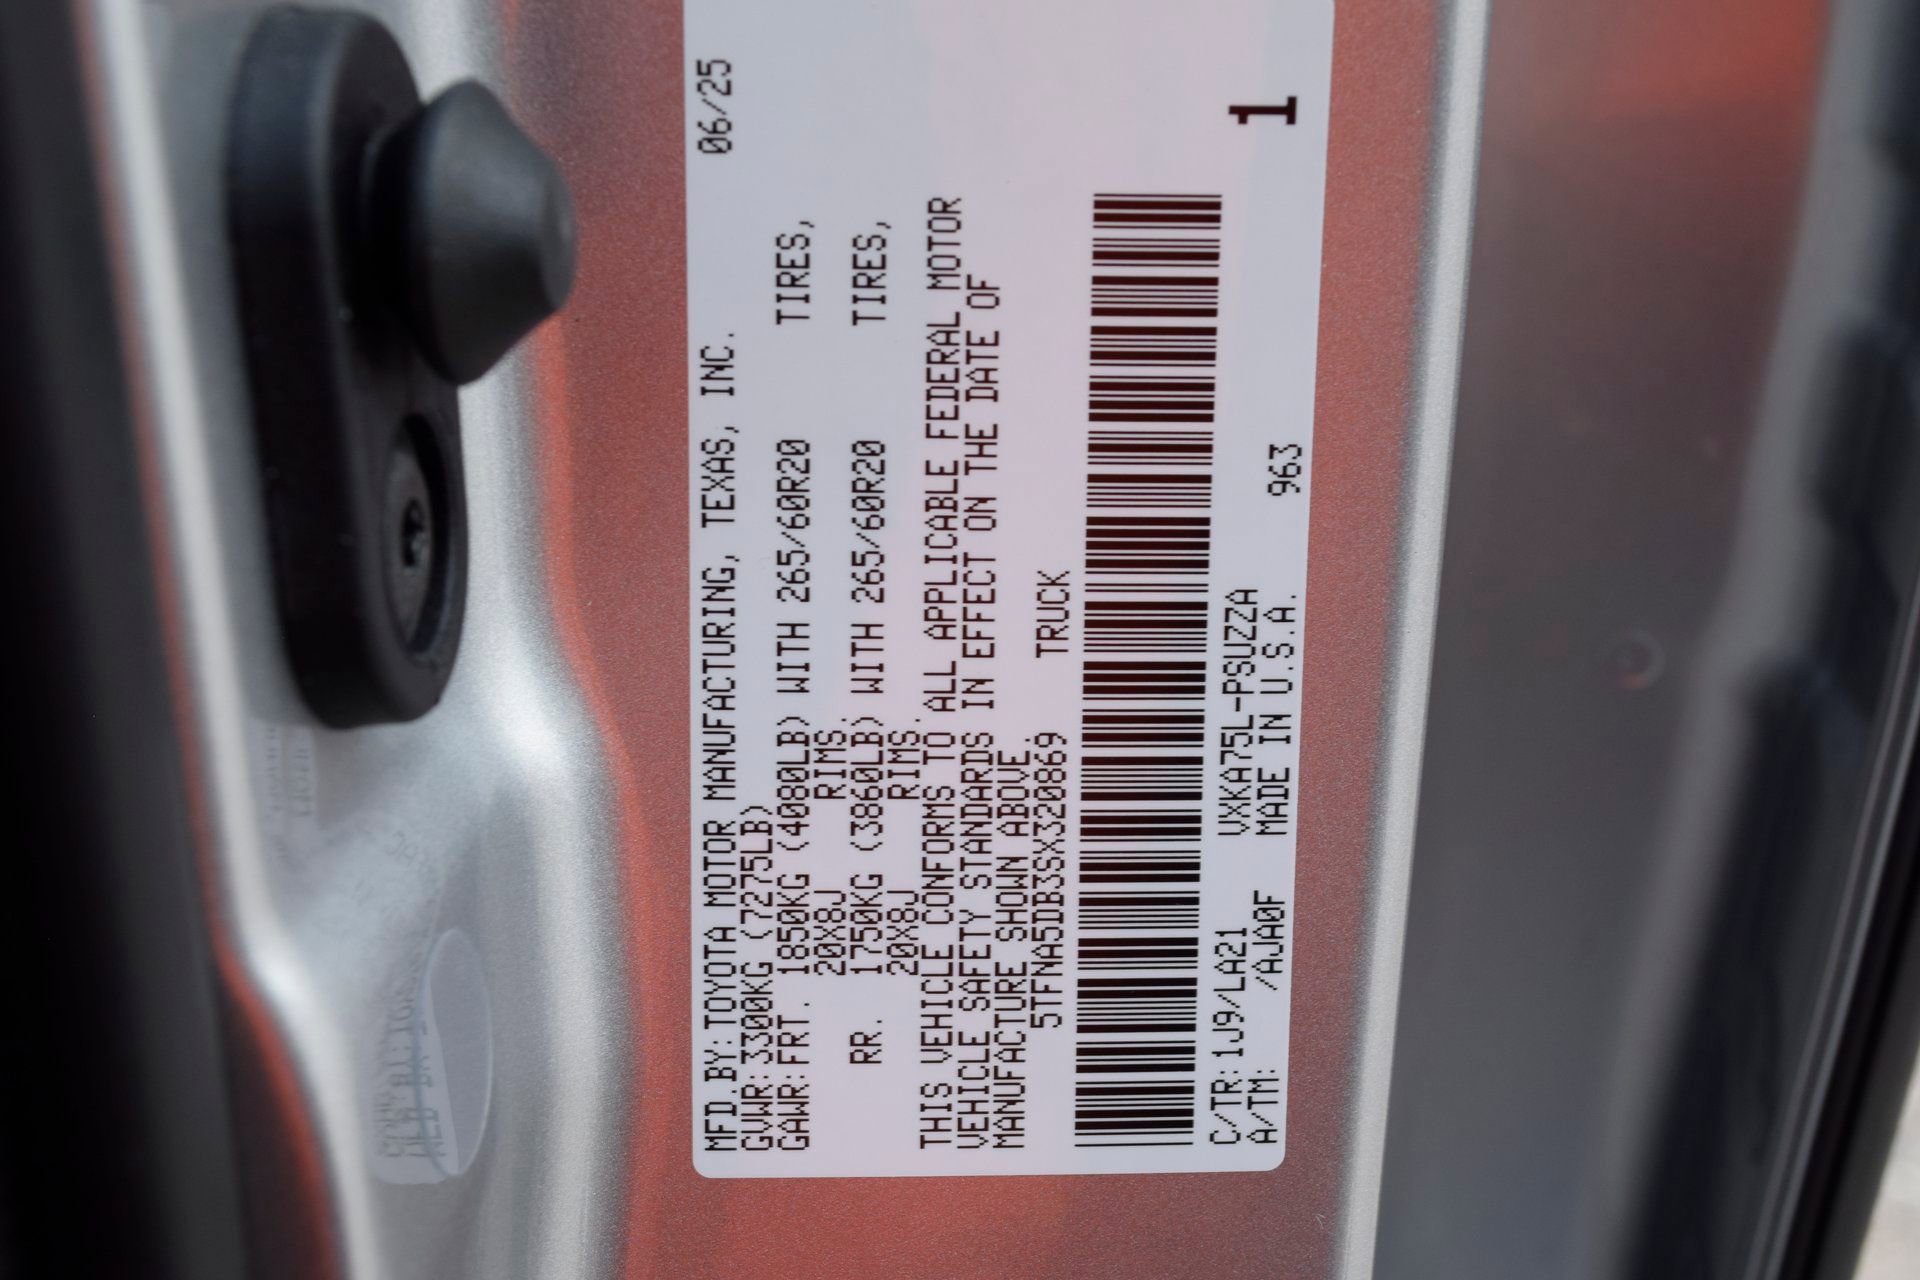 MFD.BY:TOYOTA MOTOR MANUFACTURING, TEXAS, INC. 06/25
GVWR:3300KG (7275LB)
GAWR:FRT. 1850KG (4080LB) WITH 265/60R20 TIRES,
20X8J RIMS.
RR. 1750KG (3860LB) WITH 265/60R20 TIRES,
20X8J RIMS.
THIS VEHICLE CONFORMS TO ALL APPLICABLE FEDERAL MOTOR
VEHICLE SAFETY STANDARDS IN EFFECT ON THE DATE OF
MANUFACTURE SHOWN ABOVE.
5TFNA5DB3SX320869 TRUCK
1
C/TR:1J9/LA21 VXKA75L-PSUZZA
A/TM: /AJA0F MADE IN U.S.A. 963